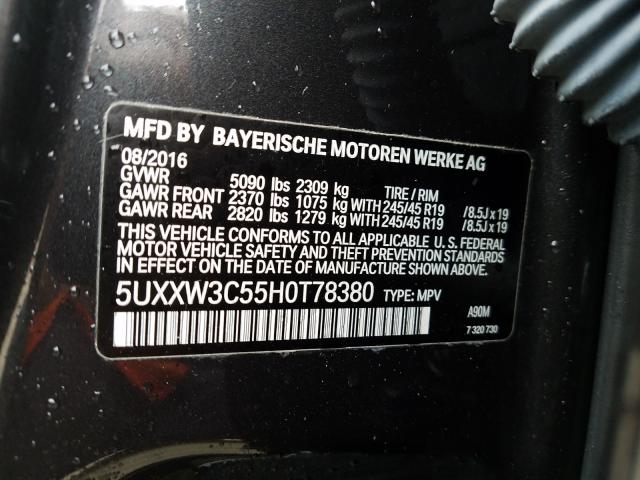 MFD BY BAYERISCHE MOTOREN WERKE AG
08/2016
GVWR 5090 lbs 2309 kg TIRE / RIM
GAWR FRONT 2370 lbs 1075 kg WITH 245/45 R19 / 8.5J x 19
GAWR REAR 2820 lbs 1279 kg WITH 245/45 R19 / 8.5J x 19
THIS VEHICLE CONFORMS TO ALL APPLICABLE U. S. FEDERAL
MOTOR VEHICLE SAFETY AND THEFT PREVENTION STANDARDS
IN EFFECT ON THE DATE OF MANUFACTURE SHOWN ABOVE.
5UXXW3C55H0T78380 TYPE: MPV
A90M
7 320 730